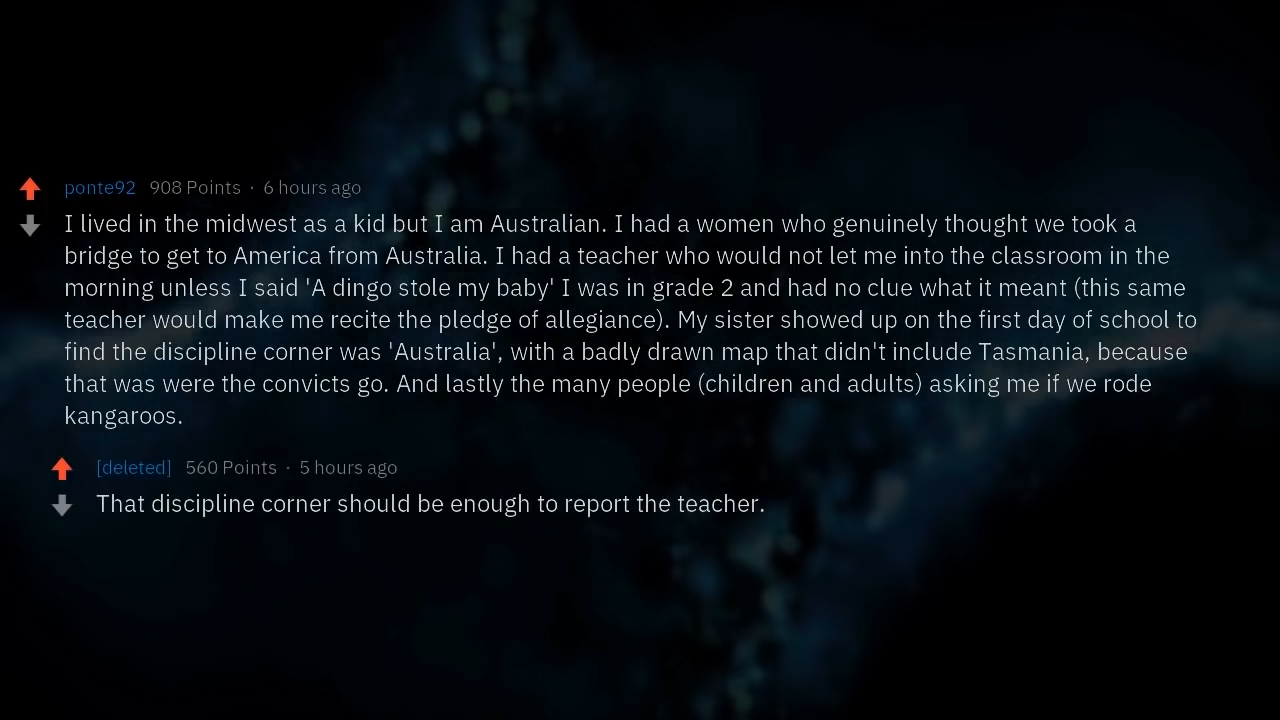 ponte92 908 Points · 6 hours ago
I lived in the midwest as a kid but I am Australian. I had a women who genuinely thought we took a
bridge to get to America from Australia. I had a teacher who would not let me into the classroom in the
morning unless I said 'A dingo stole my baby' I was in grade 2 and had no clue what it meant (this same
teacher would make me recite the pledge of allegiance). My sister showed up on the first day of school to
find the discipline corner was 'Australia', with a badly drawn map that didn't include Tasmania, because
that was were the convicts go. And lastly the many people (children and adults) asking me if we rode
kangaroos.
[deleted] 560 Points · 5 hours ago
That discipline corner should be enough to report the teacher.